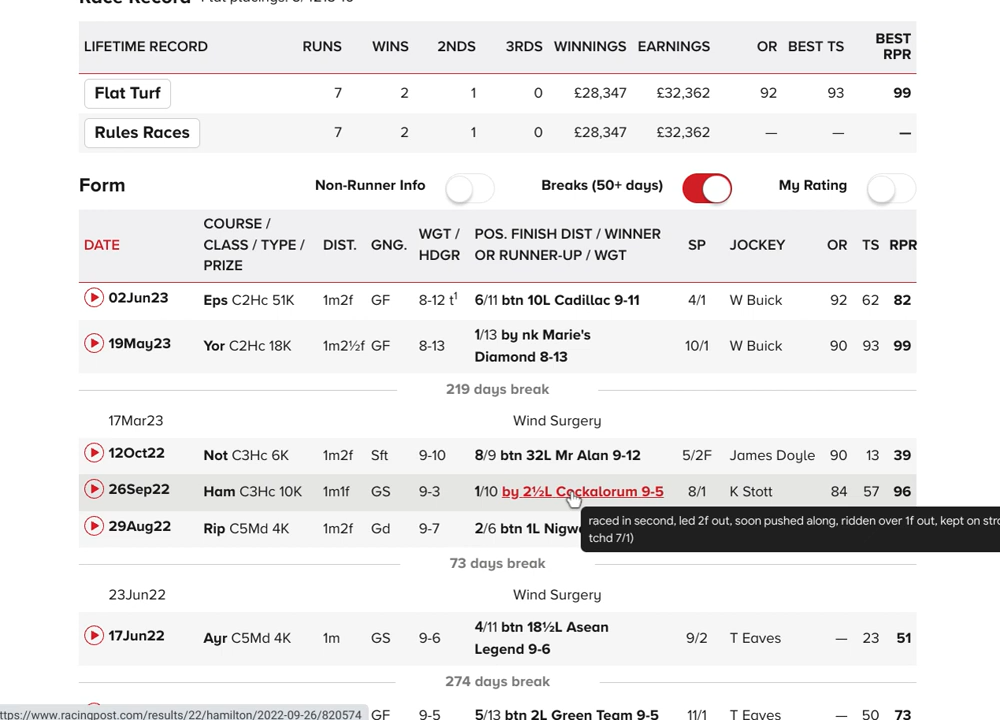 LIFETIME RECORD RUNS WINS 2NDS 3RDS WINNINGS EARNINGS OR BEST TS BEST RPR
Flat Turf 7 2 1 0 £28,347 £32,362 92 93 99
Rules Races 7 2 1 0 £28,347 £32,362 — — —
Form Non-Runner Info Breaks (50+ days) My Rating
DATE COURSE / CLASS / TYPE / PRIZE DIST. GNG. WGT / HDGR POS. FINISH DIST / WINNER OR RUNNER-UP / WGT SP JOCKEY OR TS RPR
02Jun23 Eps C2Hc 51K 1m2f GF 8-12 t¹ 6/11 btn 10L Cadillac 9-11 4/1 W Buick 92 62 82
19May23 Yor C2Hc 18K 1m2½f GF 8-13 1/13 by nk Marie's Diamond 8-13 10/1 W Buick 90 93 99
219 days break
17Mar23 Wind Surgery
12Oct22 Not C3Hc 6K 1m2f Sft 9-10 8/9 btn 32L Mr Alan 9-12 5/2F James Doyle 90 13 39
26Sep22 Ham C3Hc 10K 1m1f GS 9-3 1/10 by 2½L Cockalorum 9-5 8/1 K Stott 84 57 96
raced in second, led 2f out, soon pushed along, ridden over 1f out, kept on
tchd 7/1)
29Aug22 Rip C5Md 4K 1m2f Gd 9-7 2/6 btn 1L
73 days break
23Jun22 Wind Surgery
17Jun22 Ayr C5Md 4K 1m GS 9-6 4/11 btn 18½L Asean Legend 9-6 9/2 T Eaves — 23 51
274 days break
GF 9-5 5/13 btn 2L Green Team 9-5 11/1 T Eaves — 50 73
ttps://www.racingpost.com/results/22/hamilton/2022-09-26/820574